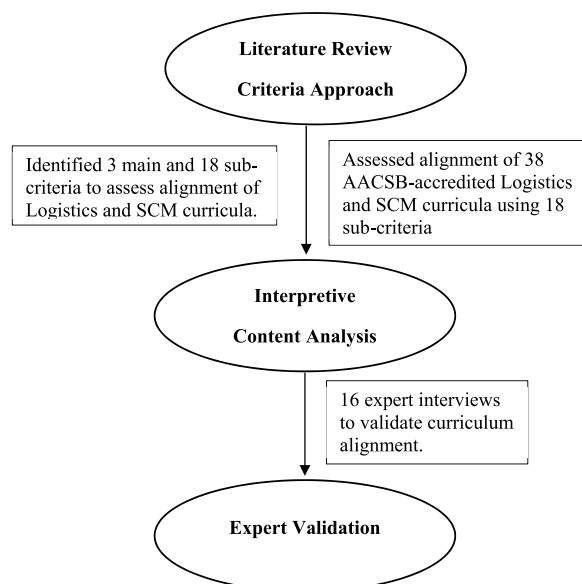 Literature Review
Criteria Approach
Identified 3 main and 18 sub-
criteria to assess alignment of
Logistics and SCM curricula.
Assessed alignment of 38
AACSB-accredited Logistics
and SCM curricula using 18
sub-criteria
Interpretive
Content Analysis
16 expert interviews
to validate curriculum
alignment.
Expert Validation